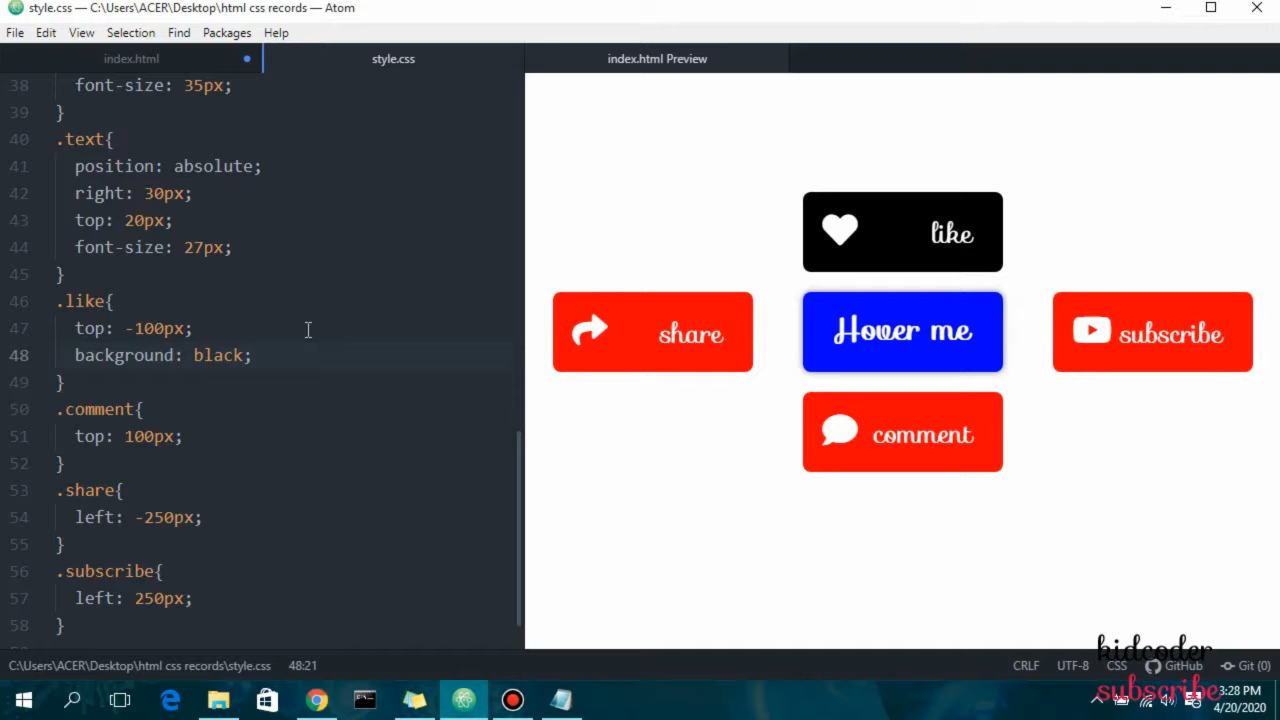 style.css — C:\Users\ACER\Desktop\html css records — Atom
File Edit View Selection Find Packages Help
index.html style.css index.html Preview
38 font-size: 35px;
39 }
40 .text{
41 position: absolute;
42 right: 30px;
43 top: 20px;
44 font-size: 27px;
45 }
46 .like{
47 top: -100px;
48 background: black;
49 }
50 .comment{
51 top: 100px;
52 }
53 .share{
54 left: -250px;
55 }
56 .subscribe{
57 left: 250px;
58 }
like
share
Hover me
subscribe
comment
kidcoder
subscribe
C:\Users\ACER\Desktop\html css records\style.css 48:21 CRLF UTF-8 CSS GitHub Git (0)
3:28 PM
4/20/2020